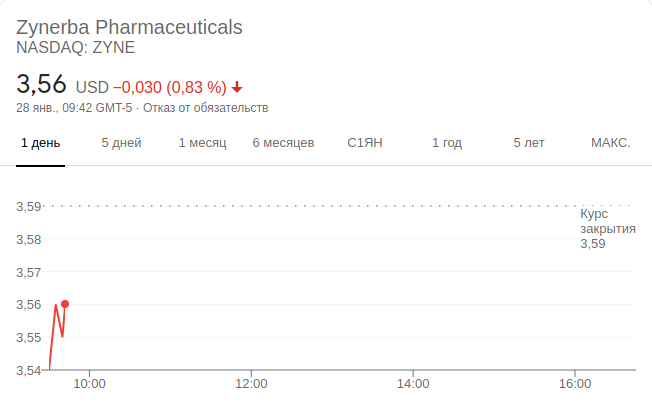 Zynerba Pharmaceuticals
NASDAQ: ZYNE
3,56 USD −0,030 (0,83 %)
28 янв., 09:42 GMT-5 · Отказ от обязательств
1 день 5 дней 1 месяц 6 месяцев С1ЯН 1 год 5 лет МАКС.
3,59
Курс
закрытия
3,59
3,58
3,57
3,56
3,55
3,54
10:00 12:00 14:00 16:00